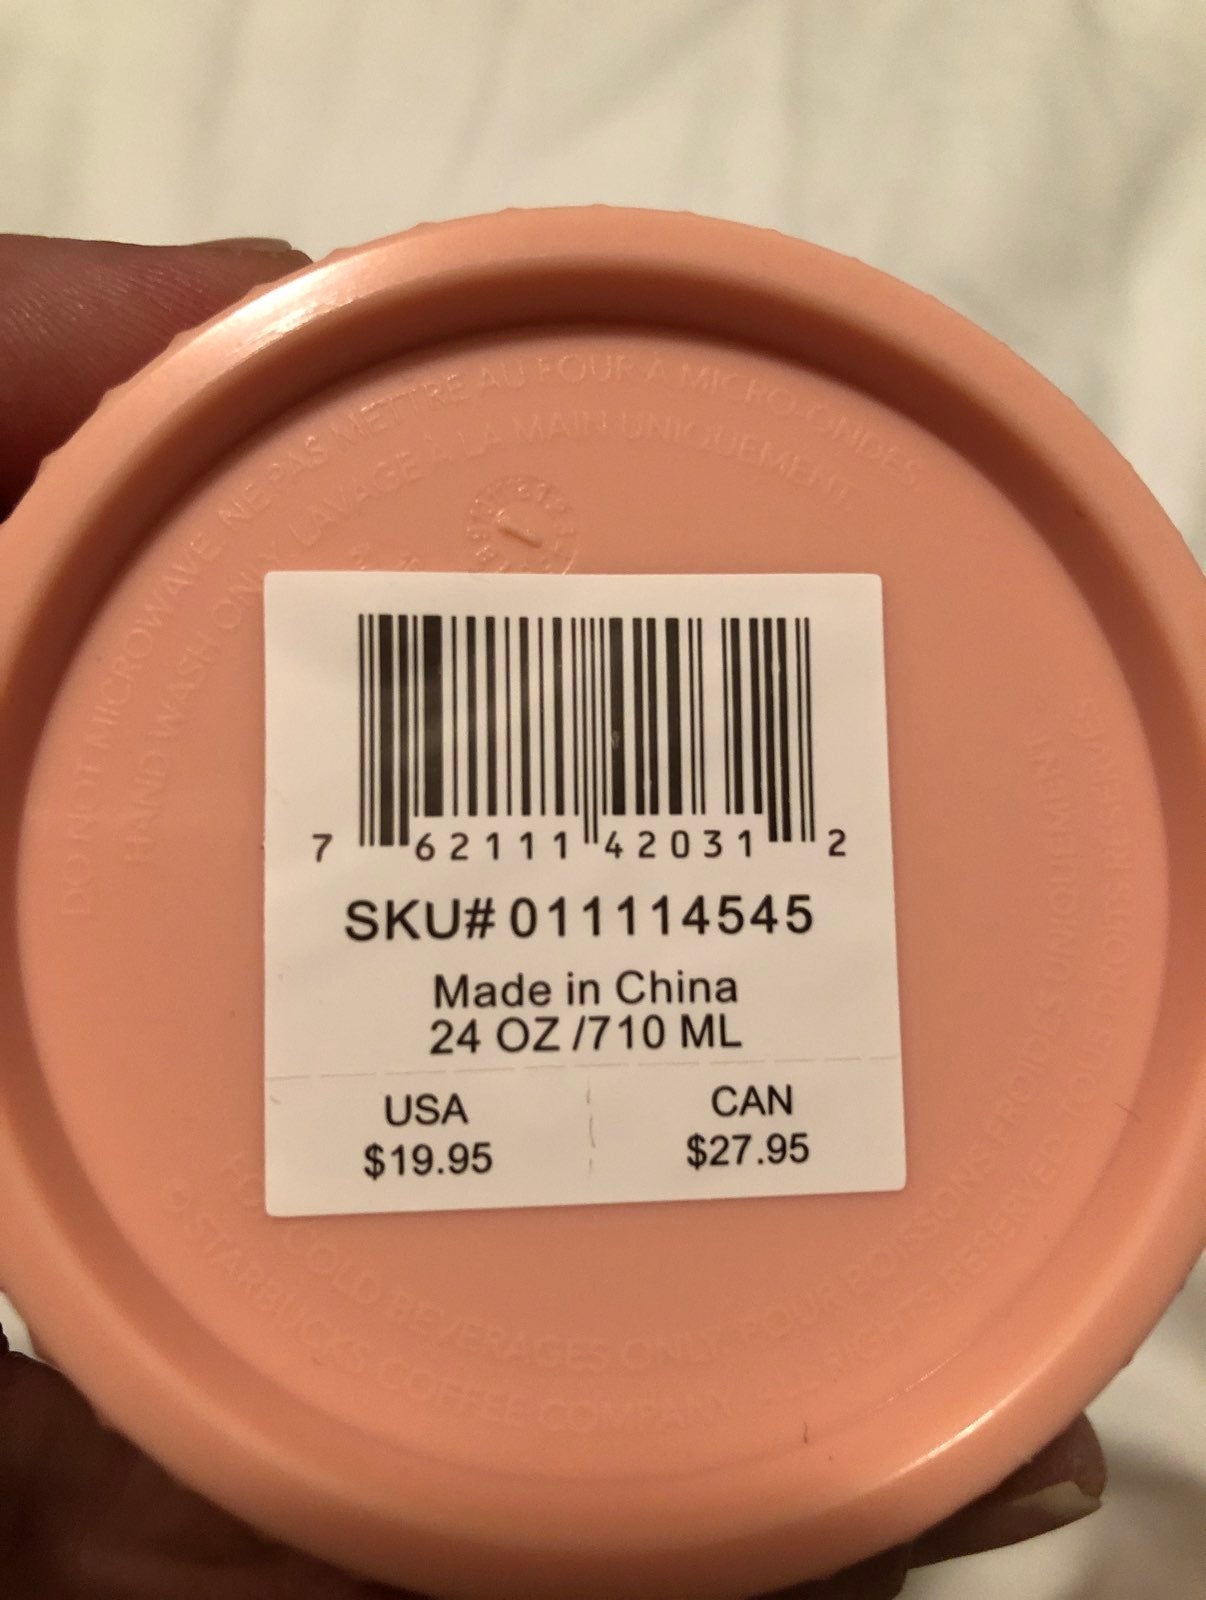 DO NOT MICROWAVE NE PAS METTRE AU FOUR À MICRO-ONDES
HAND WASH ONLY LAVAGE À LA MAIN UNIQUEMENT
7 62111 42031 2
SKU# 011114545
Made in China
24 OZ /710 ML
USA
$19.95
CAN
$27.95
COLD BEVERAGES ONLY POUR BOISSONS FROIDES UNIQUEMENT
© STARBUCKS COFFEE COMPANY. ALL RIGHTS RESERVED. TOUS DROITS RÉSERVÉS